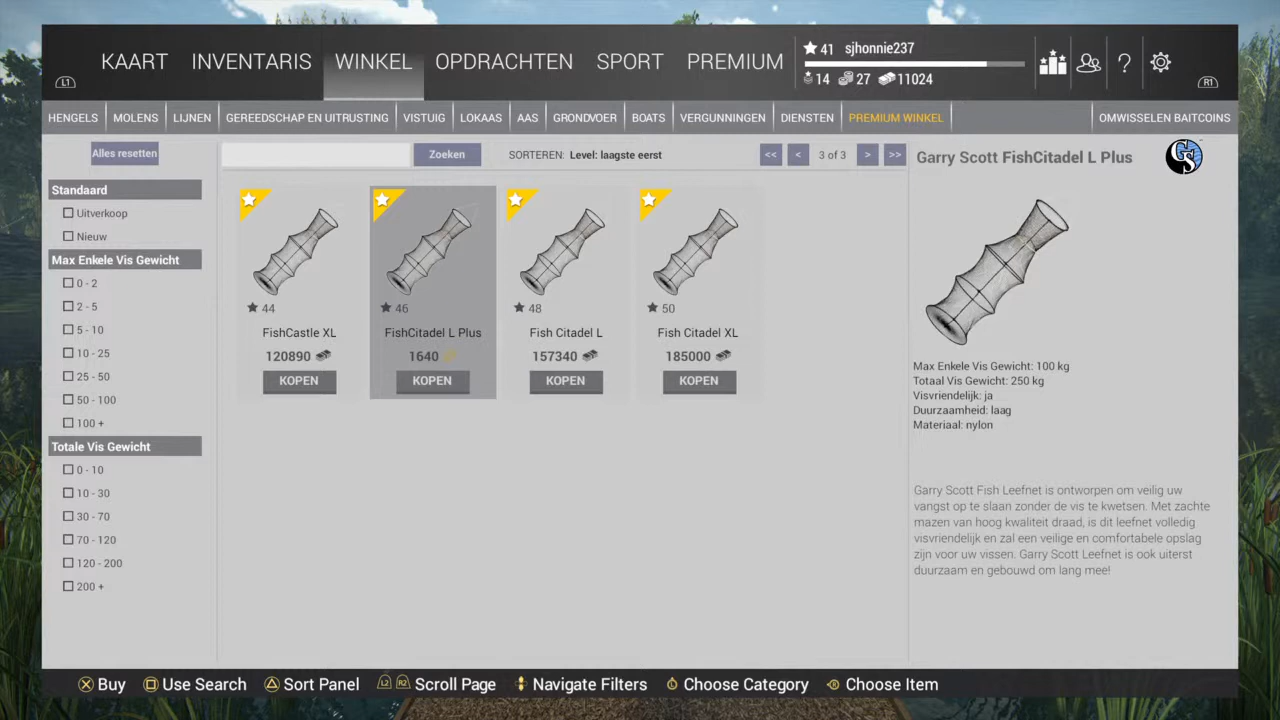 KAART INVENTARIS WINKEL OPDRACHTEN SPORT PREMIUM
41 sjhonnie237
14 27 11024
L1
R1
?
HENGELS MOLENS LIJNEN GEREEDSCHAP EN UITRUSTING VISTUIG LOKAAS AAS GRONDVOER BOATS VERGUNNINGEN DIENSTEN PREMIUM WINKEL OMWISSELEN BAITCOINS
Alles resetten
Zoeken
SORTEREN: Level: laagste eerst
<< < 3 of 3 > >>
Standaard
Uitverkoop
Nieuw
Max Enkele Vis Gewicht
0 - 2
2 - 5
5 - 10
10 - 25
25 - 50
50 - 100
100 +
Totale Vis Gewicht
0 - 10
10 - 30
30 - 70
70 - 120
120 - 200
200 +
44
FishCastle XL
120890
KOPEN
46
FishCitadel L Plus
1640
KOPEN
48
Fish Citadel L
157340
KOPEN
50
Fish Citadel XL
185000
KOPEN
Garry Scott FishCitadel L Plus
GS
Max Enkele Vis Gewicht: 100 kg
Totaal Vis Gewicht: 250 kg
Visvriendelijk: ja
Duurzaamheid: laag
Materiaal: nylon
Garry Scott Fish Leefnet is ontworpen om veilig uw
vangst op te slaan zonder de vis te kwetsen. Met zachte
mazen van hoog kwaliteit draad, is dit leefnet volledig
visvriendelijk en zal een veilige en comfortabele opslag
zijn voor uw vissen. Garry Scott Leefnet is ook uiterst
duurzaam en gebouwd om lang mee!
Buy Use Search Sort Panel L2 R2 Scroll Page Navigate Filters Choose Category Choose Item